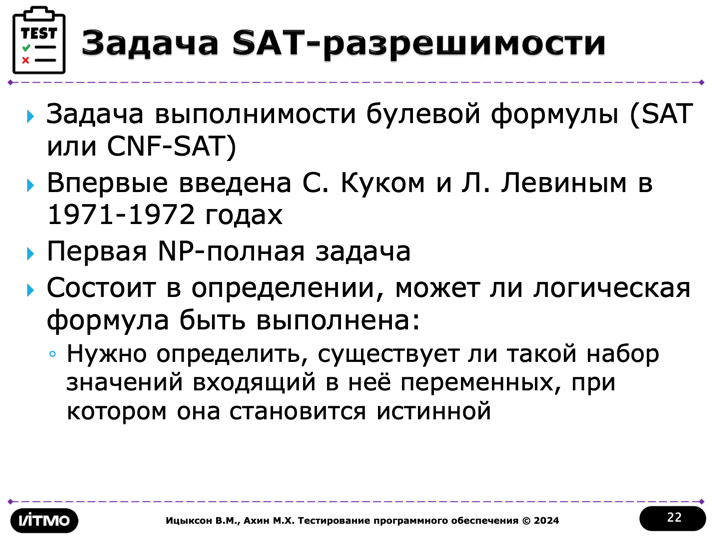 TEST
Задача SAT-разрешимости
Задача выполнимости булевой формулы (SAT
или CNF-SAT)
Впервые введена С. Куком и Л. Левиным в
1971-1972 годах
Первая NP-полная задача
Состоит в определении, может ли логическая
формула быть выполнена:
Нужно определить, существует ли такой набор
значений входящий в неё переменных, при
котором она становится истинной
ИТМО
Ицыксон В.М., Ахин М.Х. Тестирование программного обеспечения © 2024
22